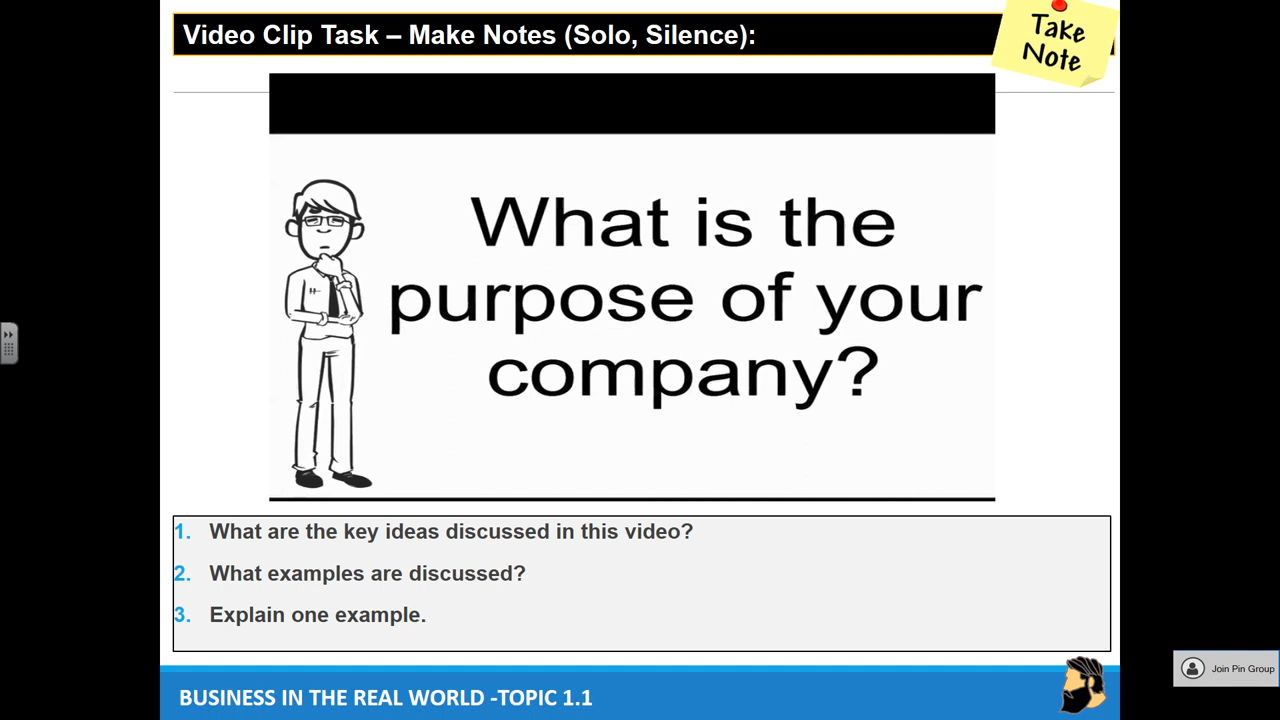 Video Clip Task – Make Notes (Solo, Silence):
Take
Note
What is the
purpose of your
company?
1. What are the key ideas discussed in this video?
2. What examples are discussed?
3. Explain one example.
Join Pin Group
BUSINESS IN THE REAL WORLD -TOPIC 1.1